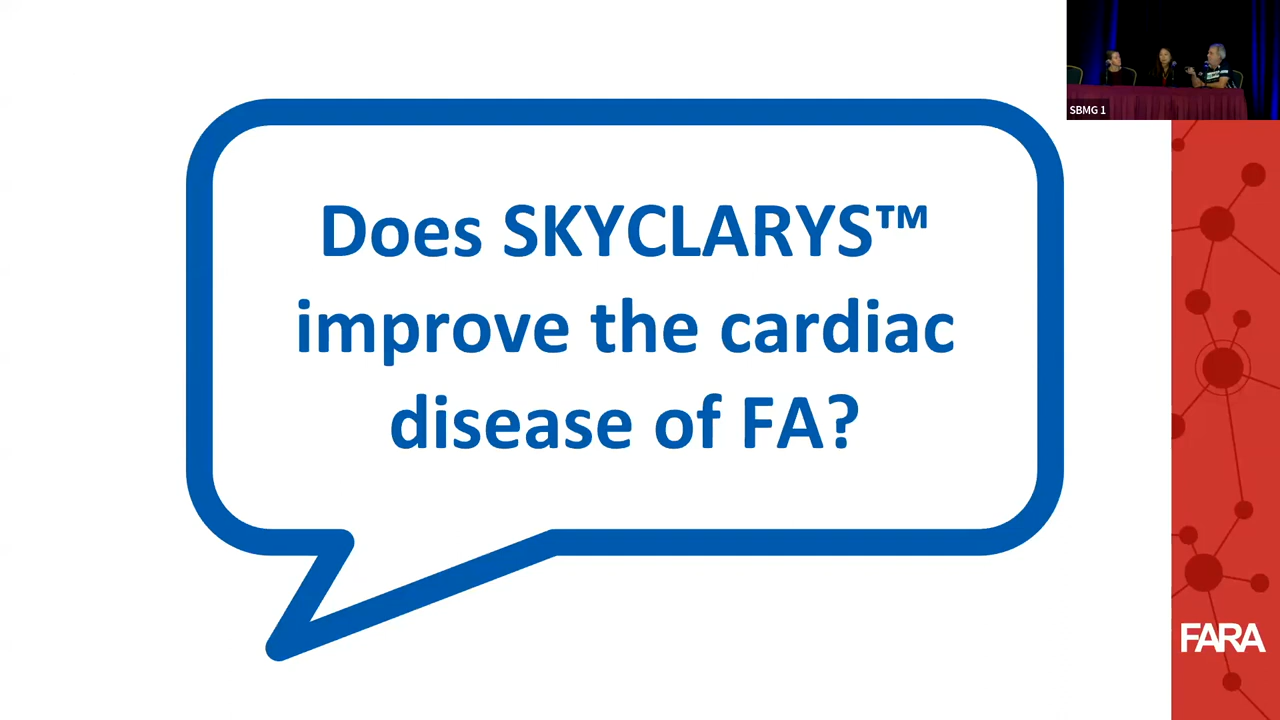 SBMG 1
Does SKYCLARYS™
improve the cardiac
disease of FA?
FARA